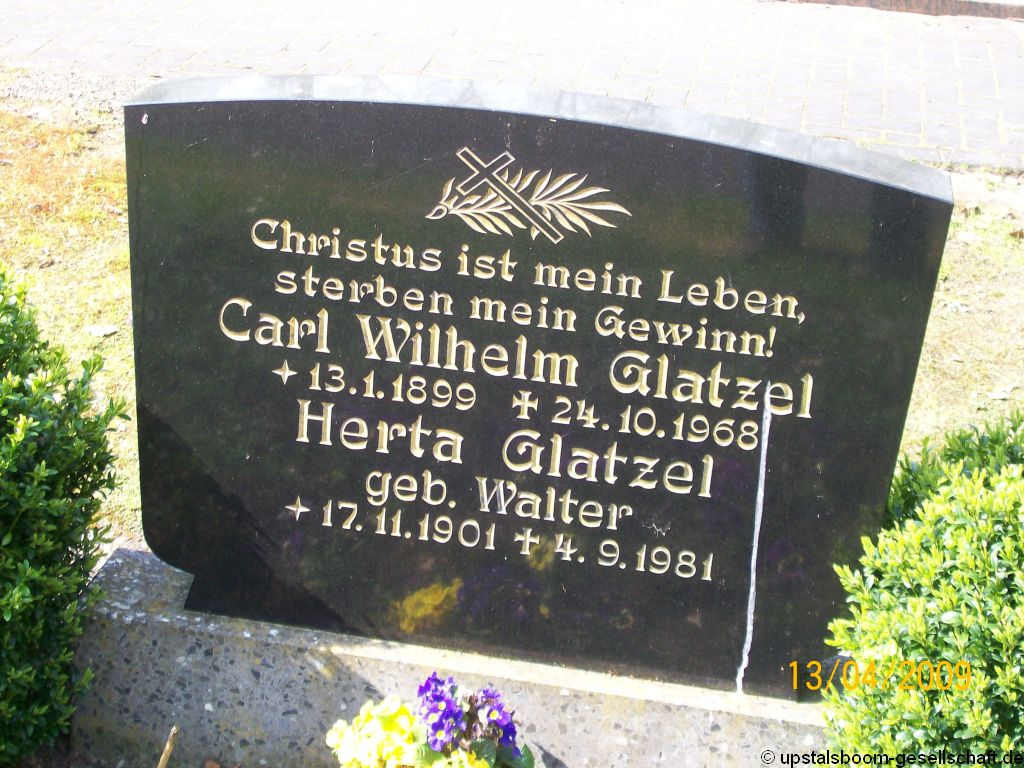 Christus ist mein Leben,
sterben mein Gewinn!
Carl Wilhelm Glatzel
✦ 13.1.1899 ✝ 24.10.1968
Herta Glatzel
geb. Walter
✦ 17.11.1901 ✝ 4.9.1981
13/04/2009
© upstalsboom-gesellschaft.de